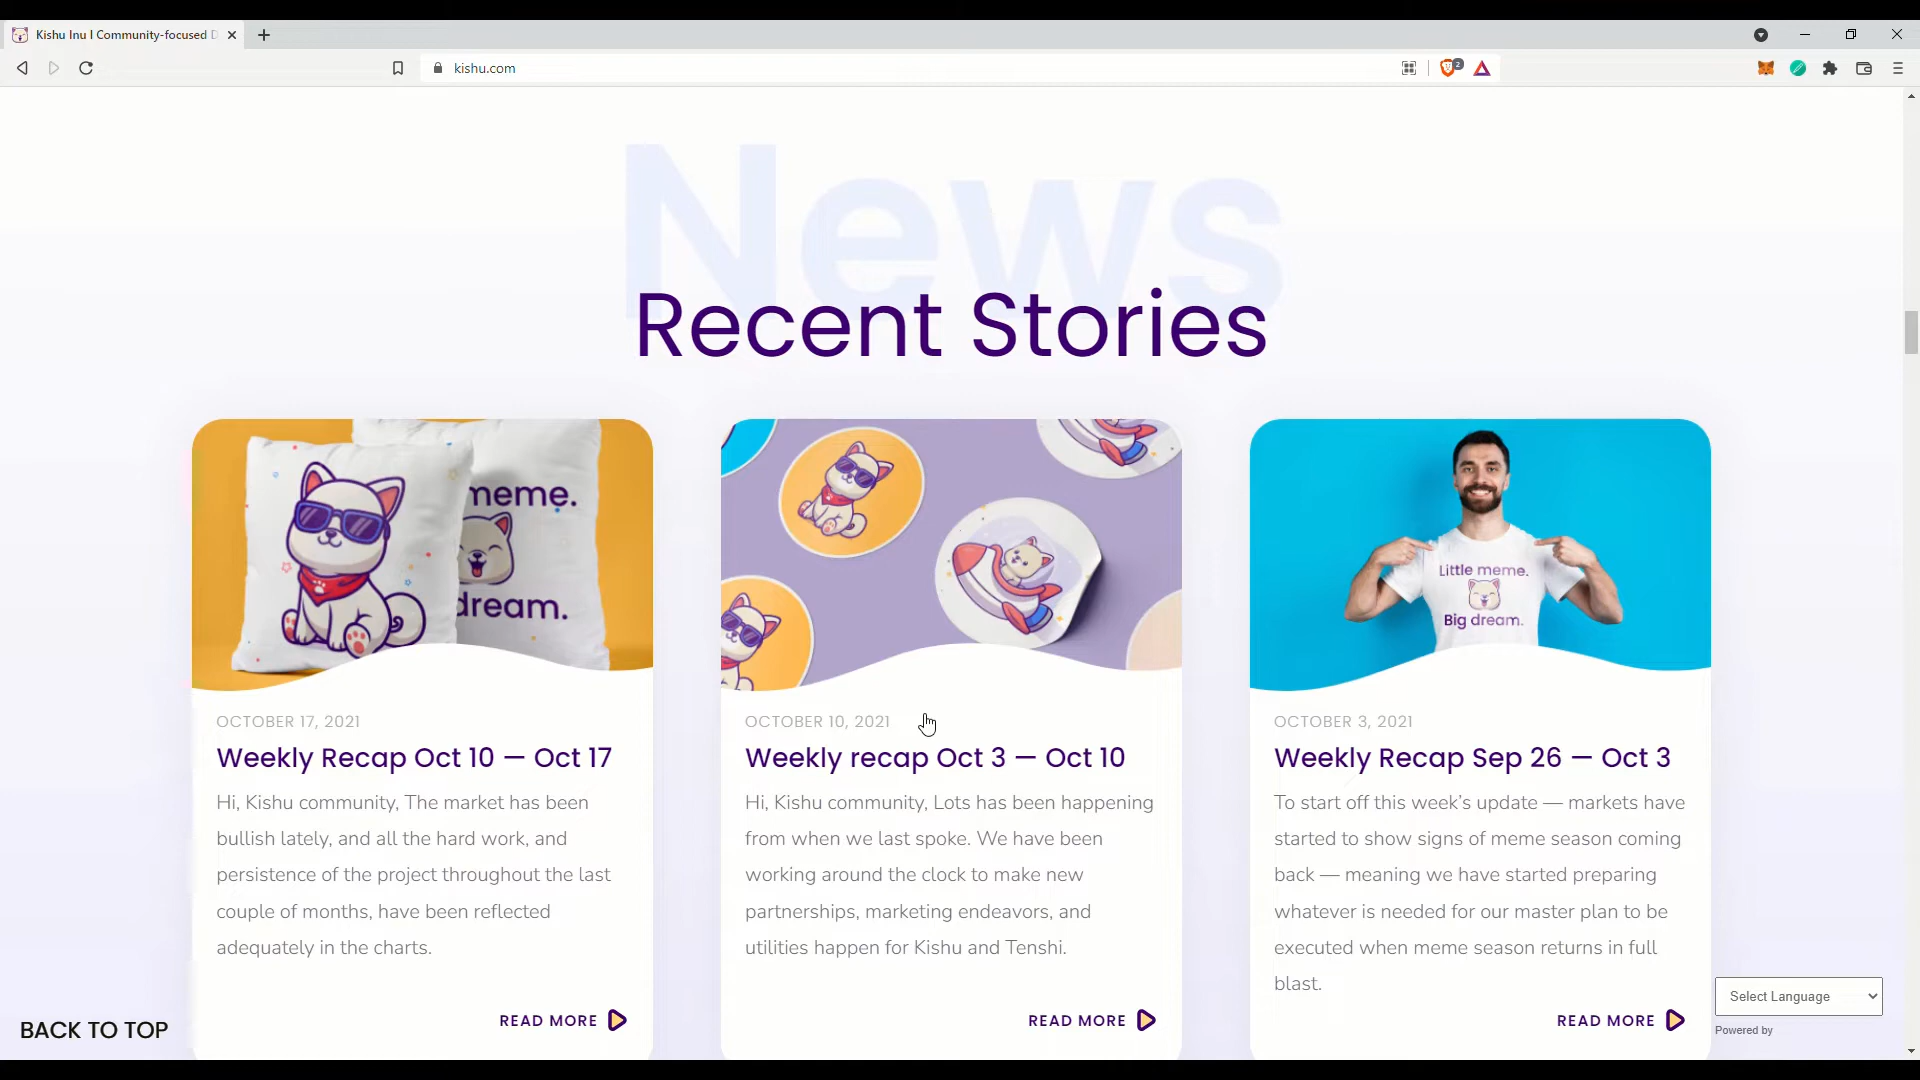 Kishu Inu I Community-focused D
kishu.com
2
News
Recent Stories
meme.
dream.
Little meme.
Big dream.
OCTOBER 17, 2021
Weekly Recap Oct 10 — Oct 17
Hi, Kishu community, The market has been
bullish lately, and all the hard work, and
persistence of the project throughout the last
couple of months, have been reflected
adequately in the charts.
READ MORE
OCTOBER 10, 2021
Weekly recap Oct 3 — Oct 10
Hi, Kishu community, Lots has been happening
from when we last spoke. We have been
working around the clock to make new
partnerships, marketing endeavors, and
utilities happen for Kishu and Tenshi.
READ MORE
OCTOBER 3, 2021
Weekly Recap Sep 26 — Oct 3
To start off this week’s update — markets have
started to show signs of meme season coming
back — meaning we have started preparing
whatever is needed for our master plan to be
executed when meme season returns in full
blast.
READ MORE
BACK TO TOP
Select Language
Powered by